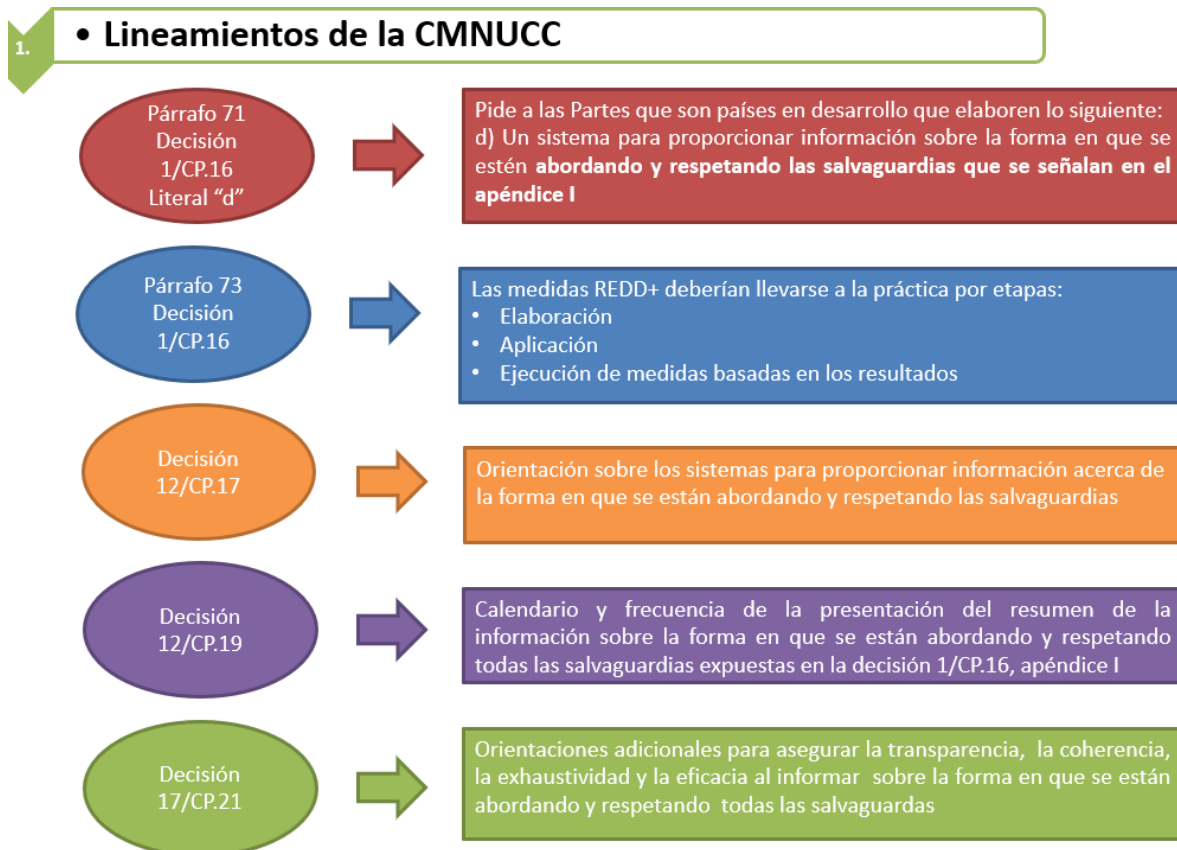 1.
• Lineamientos de la CMNUCC
Párrafo 71
Decisión
1/CP.16
Literal “d”
Pide a las Partes que son países en desarrollo que elaboren lo siguiente:
d) Un sistema para proporcionar información sobre la forma en que se
estén abordando y respetando las salvaguardias que se señalan en el
apéndice I
Párrafo 73
Decisión
1/CP.16
Las medidas REDD+ deberían llevarse a la práctica por etapas:
• Elaboración
• Aplicación
• Ejecución de medidas basadas en los resultados
Decisión
12/CP.17
Orientación sobre los sistemas para proporcionar información acerca de
la forma en que se están abordando y respetando las salvaguardias
Decisión
12/CP.19
Calendario y frecuencia de la presentación del resumen de la
información sobre la forma en que se están abordando y respetando
todas las salvaguardias expuestas en la decisión 1/CP.16, apéndice I
Decisión
17/CP.21
Orientaciones adicionales para asegurar la transparencia, la coherencia,
la exhaustividad y la eficacia al informar sobre la forma en que se están
abordando y respetando todas las salvaguardas